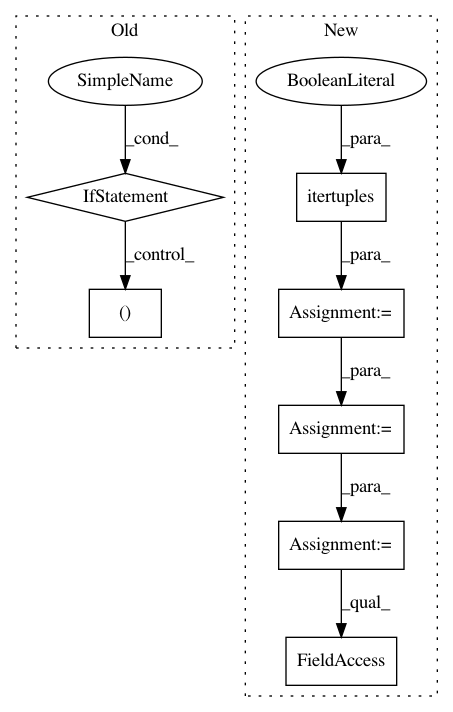 Old
SimpleName
_cond_
IfStatement
_control_
()
New
BooleanLiteral
_para_
itertuples
_para_
Assignment:=
_para_
Assignment:=
_para_
Assignment:=
_qual_
FieldAccess